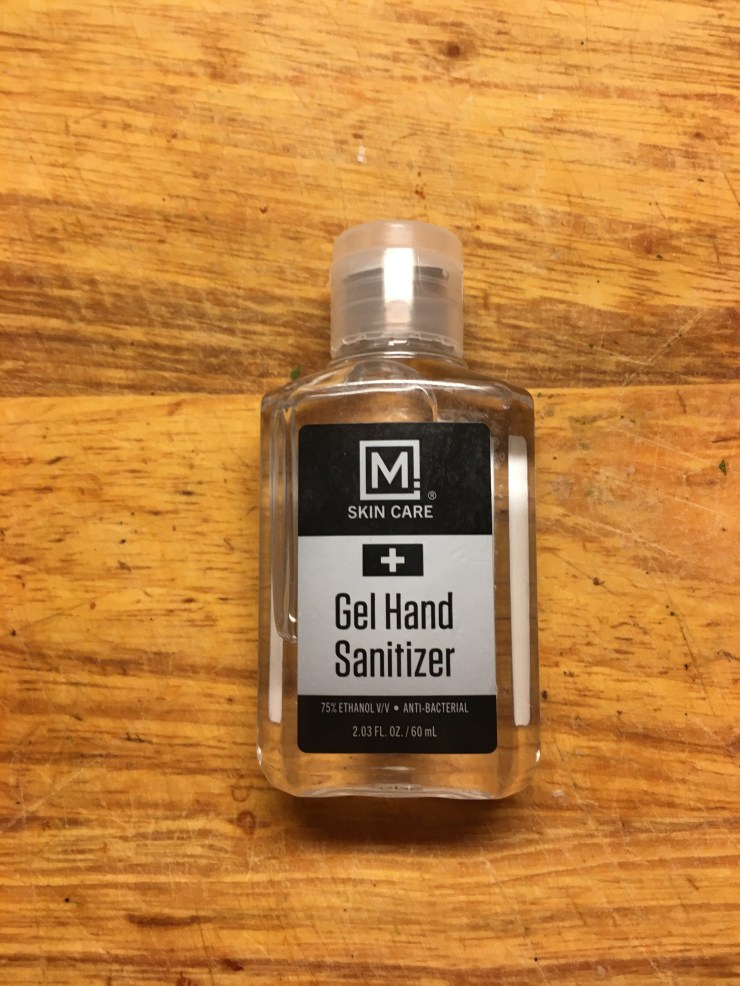 M.
®
SKIN CARE
+
Gel Hand
Sanitizer
75% ETHANOL V/V • ANTI-BACTERIAL
2.03 FL. OZ. / 60 mL